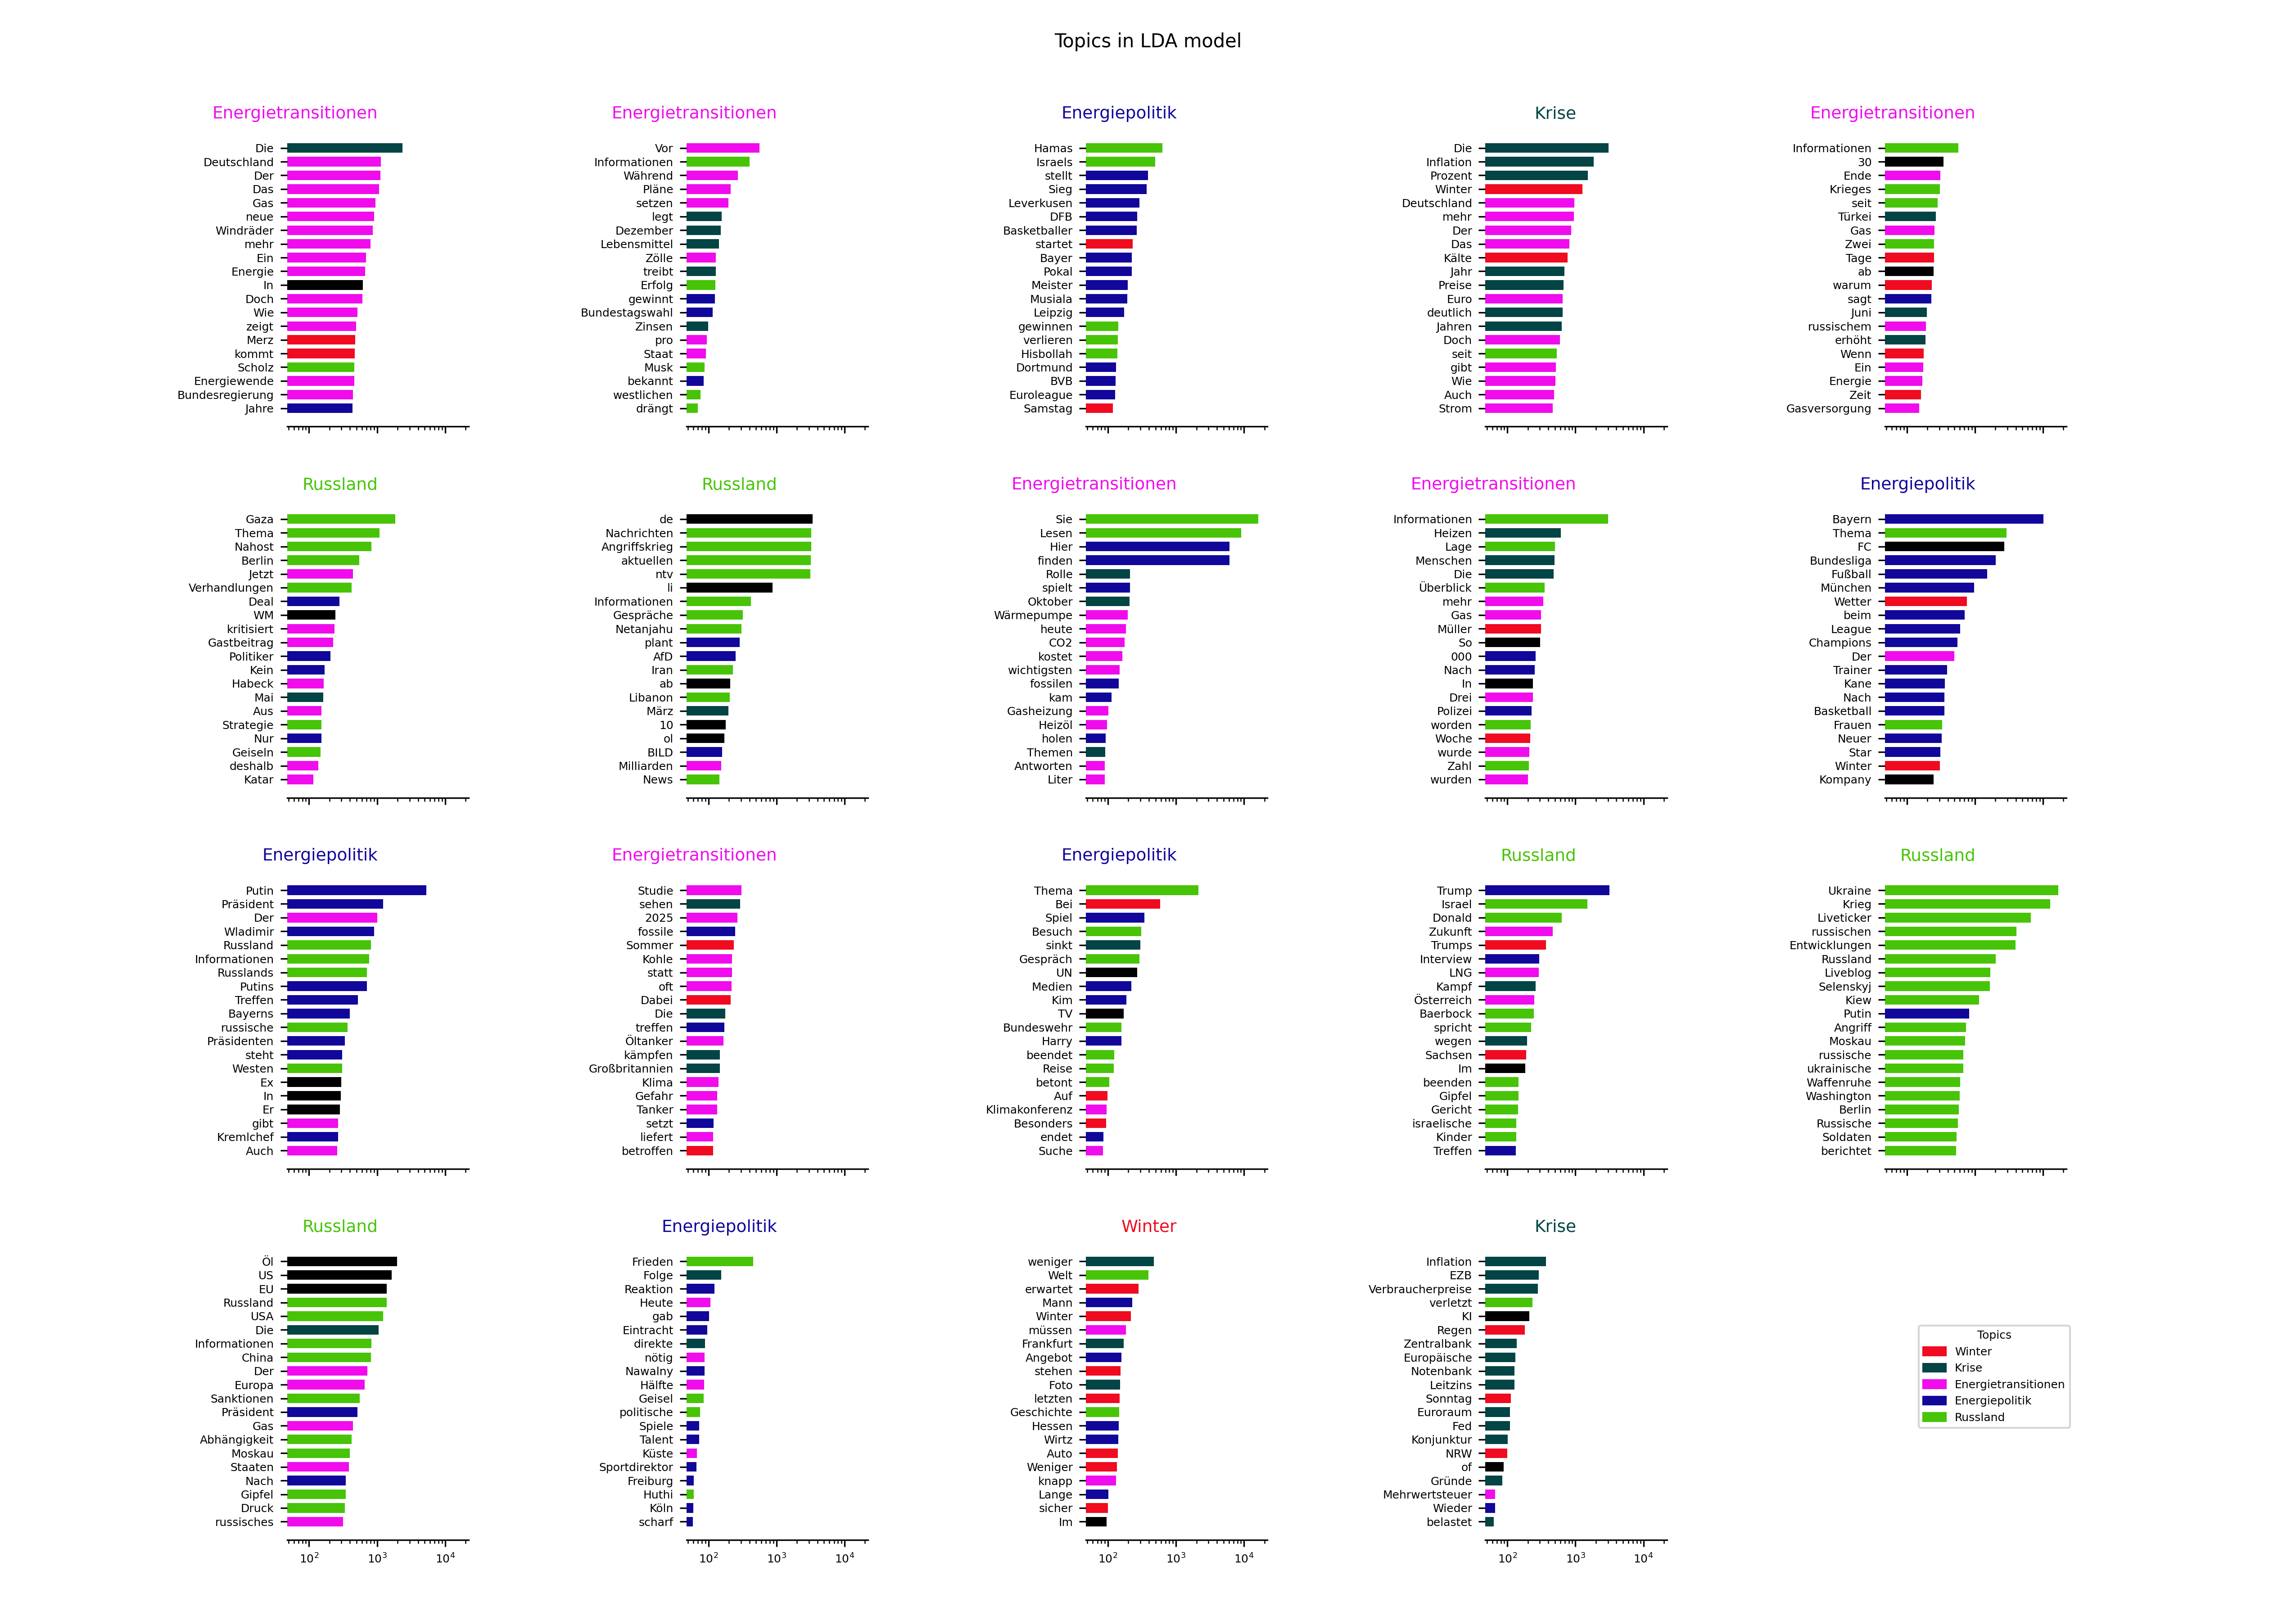 Topics in LDA model
Energietransitionen
Die
Deutschland
Der
Das
Gas
neue
Windräder
mehr
Ein
Energie
In
Doch
Wie
zeigt
Merz
kommt
Scholz
Energiewende
Bundesregierung
Jahre
Energietransitionen
Vor
Informationen
Während
Pläne
setzen
legt
Dezember
Lebensmittel
Zölle
treibt
Erfolg
gewinnt
Bundestagswahl
Zinsen
pro
Staat
Musk
bekannt
westlichen
drängt
Energiepolitik
Hamas
Israels
stellt
Sieg
Leverkusen
DFB
Basketballer
startet
Bayer
Pokal
Meister
Musiala
Leipzig
gewinnen
verlieren
Hisbollah
Dortmund
BVB
Euroleague
Samstag
Krise
Die
Inflation
Prozent
Winter
Deutschland
mehr
Der
Das
Kälte
Jahr
Preise
Euro
deutlich
Jahren
Doch
seit
gibt
Wie
Auch
Strom
Energietransitionen
Informationen
30
Ende
Krieges
seit
Türkei
Gas
Zwei
Tage
ab
warum
sagt
Juni
russischem
erhöht
Wenn
Ein
Energie
Zeit
Gasversorgung
Russland
Gaza
Thema
Nahost
Berlin
Jetzt
Verhandlungen
Deal
WM
kritisiert
Gastbeitrag
Politiker
Kein
Habeck
Mai
Aus
Strategie
Nur
Geiseln
deshalb
Katar
Russland
de
Nachrichten
Angriffskrieg
aktuellen
ntv
li
Informationen
Gespräche
Netanjahu
plant
AfD
Iran
ab
Libanon
März
10
ol
BILD
Milliarden
News
Energietransitionen
Sie
Lesen
Hier
finden
Rolle
spielt
Oktober
Wärmepumpe
heute
CO2
kostet
wichtigsten
fossilen
kam
Gasheizung
Heizöl
holen
Themen
Antworten
Liter
Energietransitionen
Informationen
Heizen
Lage
Menschen
Die
Überblick
mehr
Gas
Müller
So
000
Nach
In
Drei
Polizei
worden
Woche
wurde
Zahl
wurden
Energiepolitik
Bayern
Thema
FC
Bundesliga
Fußball
München
Wetter
beim
League
Champions
Der
Trainer
Kane
Nach
Basketball
Frauen
Neuer
Star
Winter
Kompany
Energiepolitik
Putin
Präsident
Der
Wladimir
Russland
Informationen
Russlands
Putins
Treffen
Bayerns
russische
Präsidenten
steht
Westen
Ex
In
Er
gibt
Kremlchef
Auch
Energietransitionen
Studie
sehen
2025
fossile
Sommer
Kohle
statt
oft
Dabei
Die
treffen
Öltanker
kämpfen
Großbritannien
Klima
Gefahr
Tanker
setzt
liefert
betroffen
Energiepolitik
Thema
Bei
Spiel
Besuch
sinkt
Gespräch
UN
Medien
Kim
TV
Bundeswehr
Harry
beendet
Reise
betont
Auf
Klimakonferenz
Besonders
endet
Suche
Russland
Trump
Israel
Donald
Zukunft
Trumps
Interview
LNG
Kampf
Österreich
Baerbock
spricht
wegen
Sachsen
Im
beenden
Gipfel
Gericht
israelische
Kinder
Treffen
Russland
Ukraine
Krieg
Liveticker
russischen
Entwicklungen
Russland
Liveblog
Selenskyj
Kiew
Putin
Angriff
Moskau
russische
ukrainische
Waffenruhe
Washington
Berlin
Russische
Soldaten
berichtet
Russland
Öl
US
EU
Russland
USA
Die
Informationen
China
Der
Europa
Sanktionen
Präsident
Gas
Abhängigkeit
Moskau
Staaten
Nach
Gipfel
Druck
russisches
10² 10³ 10⁴
Energiepolitik
Frieden
Folge
Reaktion
Heute
gab
Eintracht
direkte
nötig
Nawalny
Hälfte
Geisel
politische
Spiele
Talent
Küste
Sportdirektor
Freiburg
Huthi
Köln
scharf
10² 10³ 10⁴
Winter
weniger
Welt
erwartet
Mann
Winter
müssen
Frankfurt
Angebot
stehen
Foto
letzten
Geschichte
Hessen
Wirtz
Auto
Weniger
knapp
Lange
sicher
Im
10² 10³ 10⁴
Krise
Inflation
EZB
Verbraucherpreise
verletzt
KI
Regen
Zentralbank
Europäische
Notenbank
Leitzins
Sonntag
Euroraum
Fed
Konjunktur
NRW
of
Gründe
Mehrwertsteuer
Wieder
belastet
10² 10³ 10⁴
Topics
Winter
Krise
Energietransitionen
Energiepolitik
Russland